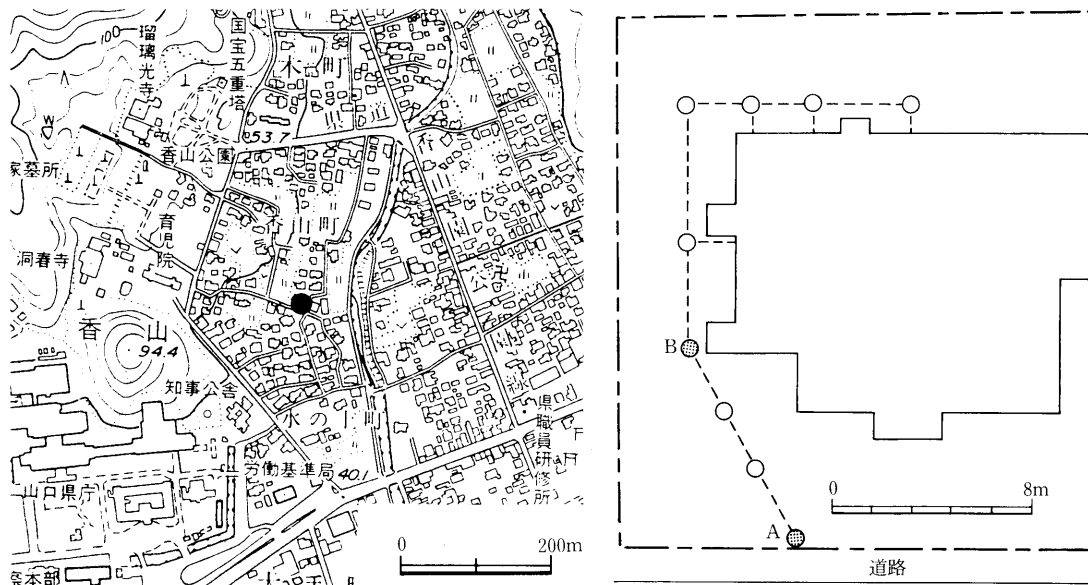 100
瑠璃光寺
国宝五重塔
木町
53.7
香山公園
家墓所
育児院
香山町
洞春寺
香山
94.4
知事公舎
水の上町
県職員研修所
労働基準局
40.1
山口県庁
0 200m
B
A
0 8m
道路